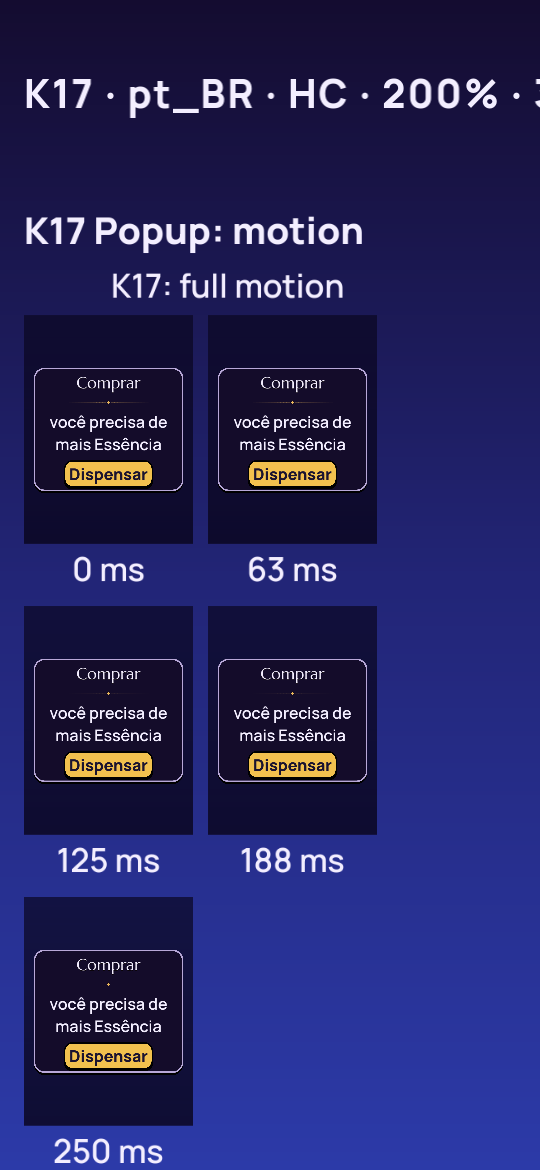 K17 · pt_BR · HC · 200% ·
K17 Popup: motion
K17: full motion
Comprar
você precisa de
mais Essência
Dispensar
0 ms
Comprar
você precisa de
mais Essência
Dispensar
63 ms
Comprar
você precisa de
mais Essência
Dispensar
125 ms
Comprar
você precisa de
mais Essência
Dispensar
188 ms
Comprar
você precisa de
mais Essência
Dispensar
250 ms